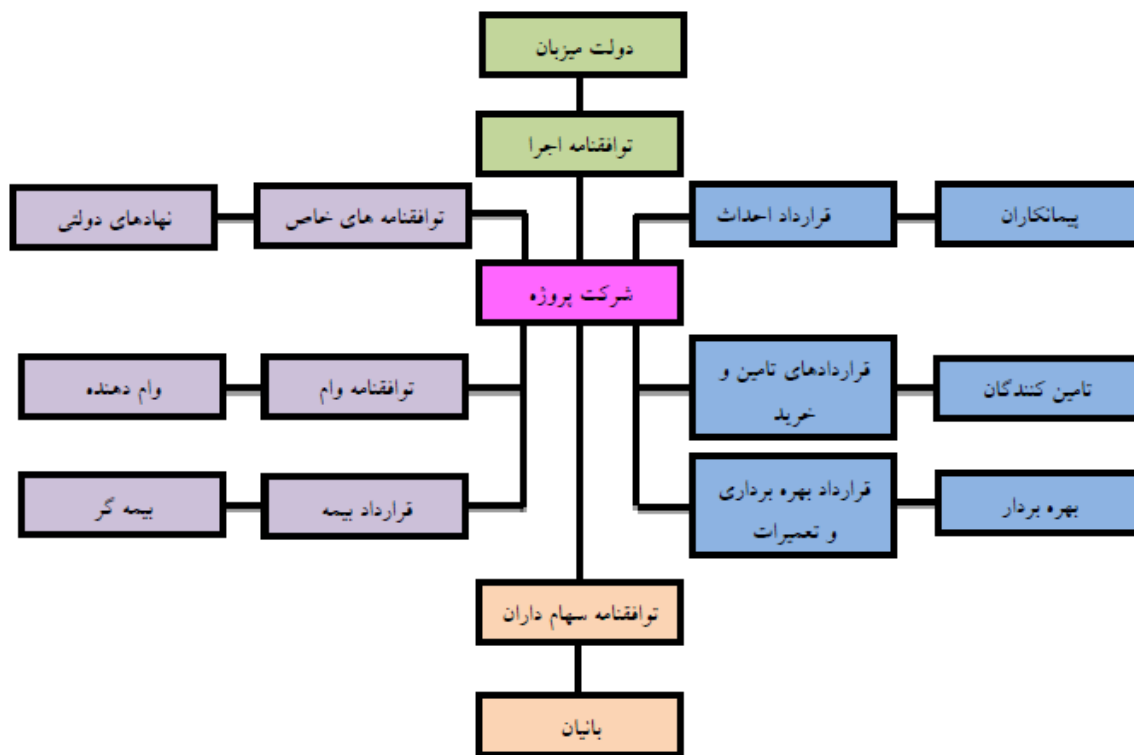 دولت میزبان
توافقنامه اجرا
پیمانکاران
قرارداد احداث
توافقنامه های خاص
نهادهای دولتی
شرکت پروژه
تامین کنندگان
قراردادهای تامین و
خرید
توافقنامه وام
وام دهنده
بهره بردار
قرارداد بهره برداری
و تعمیرات
قرارداد بیمه
بیمه گر
توافقنامه سهام داران
بانیان